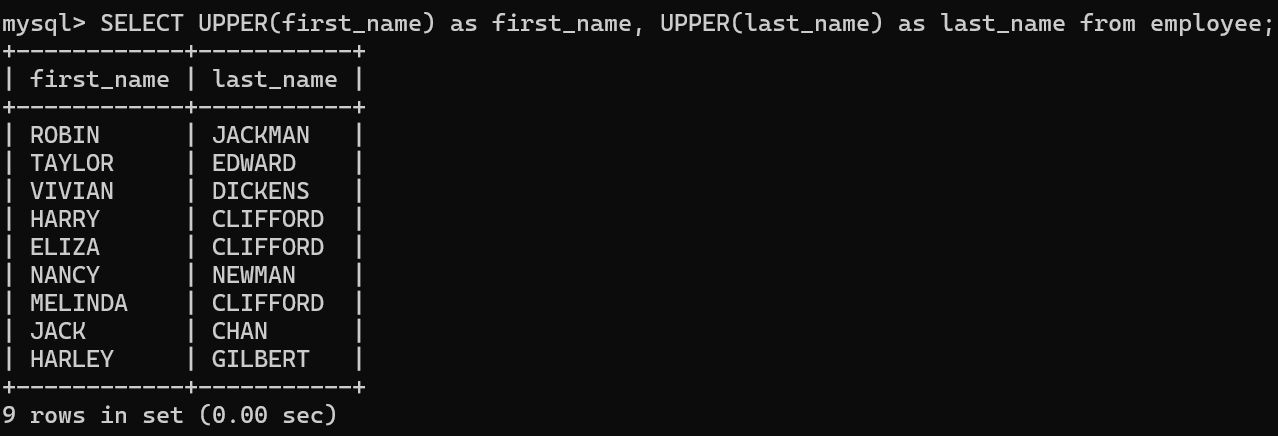 mysql> SELECT UPPER(first_name) as first_name, UPPER(last_name) as last_name from employee;
+------------+-----------+
| first_name | last_name |
+------------+-----------+
| ROBIN      | JACKMAN   |
| TAYLOR     | EDWARD    |
| VIVIAN     | DICKENS   |
| HARRY      | CLIFFORD  |
| ELIZA      | CLIFFORD  |
| NANCY      | NEWMAN    |
| MELINDA    | CLIFFORD  |
| JACK       | CHAN      |
| HARLEY     | GILBERT   |
+------------+-----------+
9 rows in set (0.00 sec)